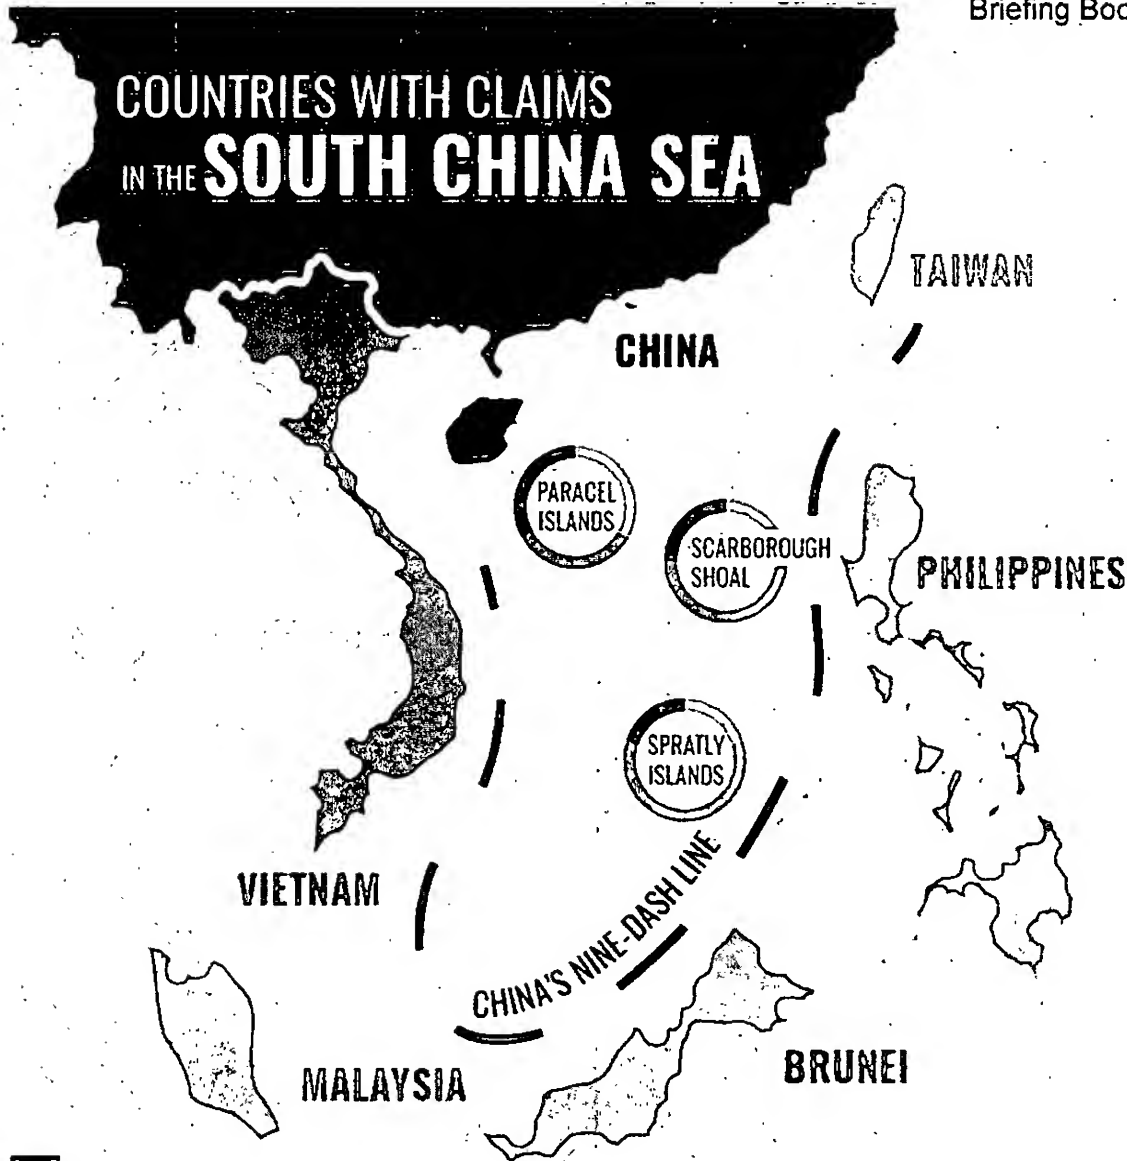 Briefing
COUNTRIES WITH CLAIMS
IN THE SOUTH CHINA SEA
TAIWAN
CHINA
PARACEL
ISLANDS
SCARBOROUGH
SHOAL
PHILIPPINES
SPRATLY
ISLANDS
VIETNAM
CHINA'S NINE-DASH LINE
MALAYSIA
BRUNEI